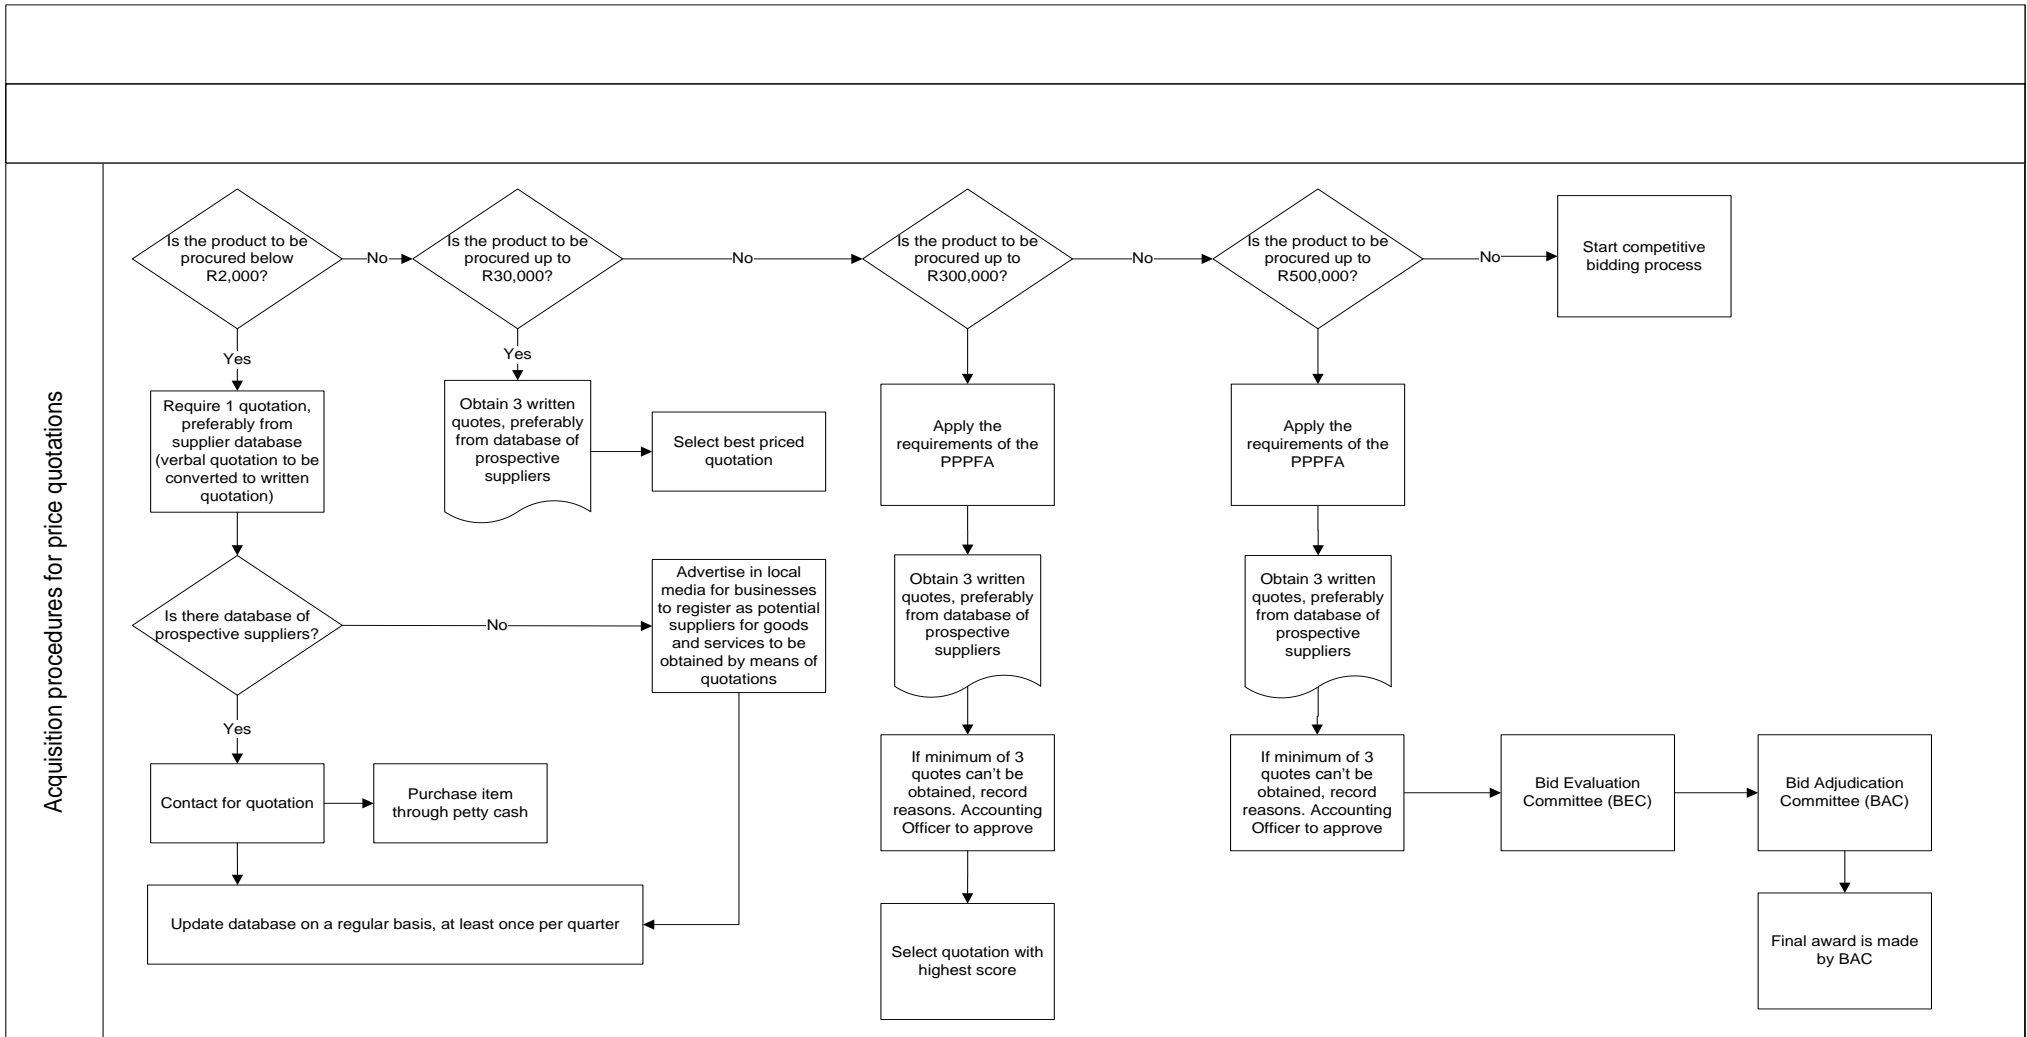 Acquisition procedures for price quotations
Is the product to be
procured below
R2,000?
No
Is the product to be
procured up to
R30,000?
No
Is the product to be
procured up to
R300,000?
No
Is the product to be
procured up to
R500,000?
No
Start competitive
bidding process
Yes
Require 1 quotation,
preferably from
supplier database
(verbal quotation to be
converted to written
quotation)
Yes
Obtain 3 written
quotes, preferably
from database of
prospective
suppliers
Select best priced
quotation
Apply the
requirements of the
PPPFA
Apply the
requirements of the
PPPFA
Is there database of
prospective suppliers?
No
Advertise in local
media for businesses
to register as potential
suppliers for goods
and services to be
obtained by means of
quotations
Obtain 3 written
quotes, preferably
from database of
prospective
suppliers
Obtain 3 written
quotes, preferably
from database of
prospective
suppliers
Yes
Contact for quotation
Purchase item
through petty cash
If minimum of 3
quotes can't be
obtained, record
reasons. Accounting
Officer to approve
If minimum of 3
quotes can't be
obtained, record
reasons. Accounting
Officer to approve
Bid Evaluation
Committee (BEC)
Bid Adjudication
Committee (BAC)
Update database on a regular basis, at least once per quarter
Select quotation with
highest score
Final award is made
by BAC